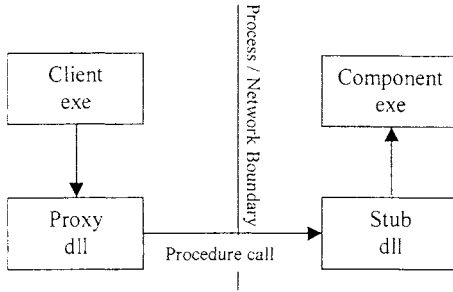 Client
exe
Process / Network Boundary
Component
exe
Proxy
dll
Procedure call
Stub
dll